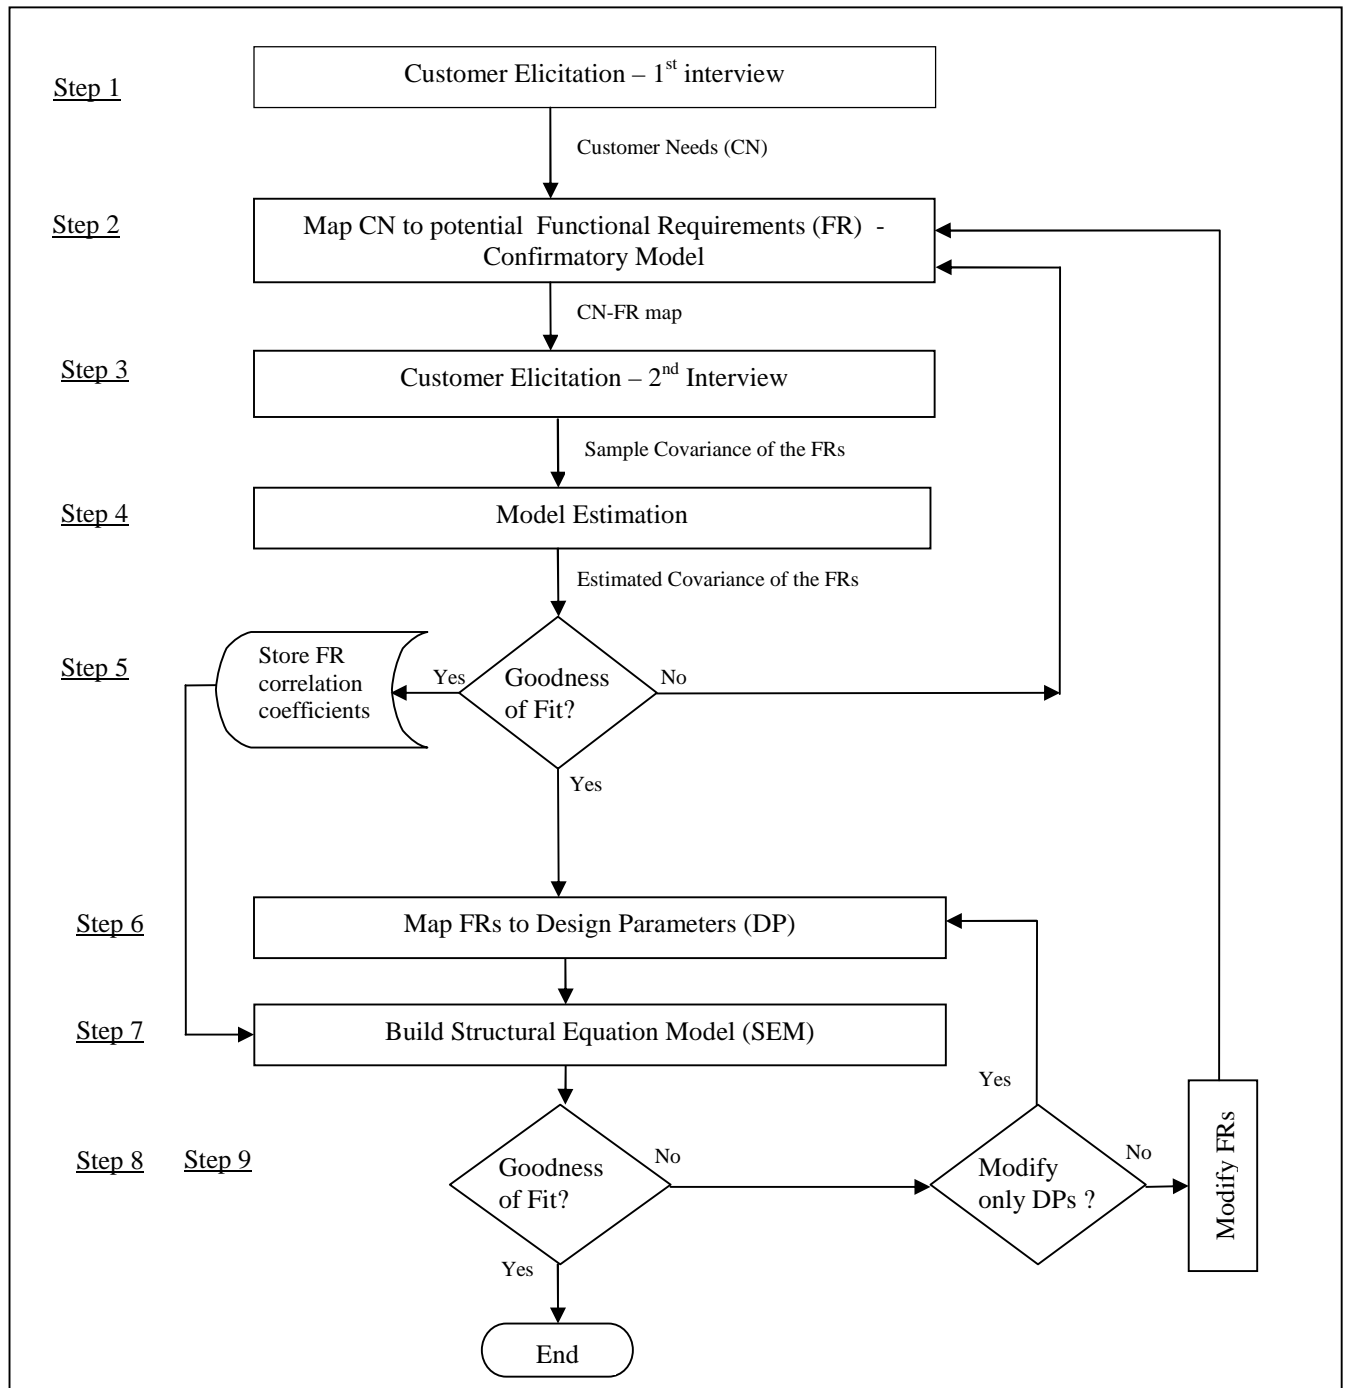 Step 1
Customer Elicitation – 1st interview
Customer Needs (CN)
Step 2
Map CN to potential Functional Requirements (FR) -
Confirmatory Model
CN-FR map
Step 3
Customer Elicitation – 2nd Interview
Sample Covariance of the FRs
Step 4
Model Estimation
Estimated Covariance of the FRs
Step 5
Store FR
correlation
coefficients
Yes
Goodness
of Fit?
No
Yes
Step 6
Map FRs to Design Parameters (DP)
Step 7
Build Structural Equation Model (SEM)
Step 8
Step 9
Goodness
of Fit?
No
Yes
Modify
only DPs ?
Yes
No
Modify FRs
End